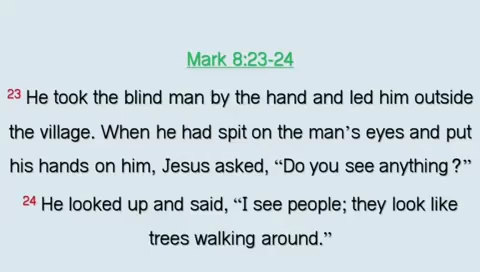 Mark 8:23-24
23 He took the blind man by the hand and led him outside
the village. When he had spit on the man’s eyes and put
his hands on him, Jesus asked, “Do you see anything?”
24 He looked up and said, “I see people; they look like
trees walking around.”